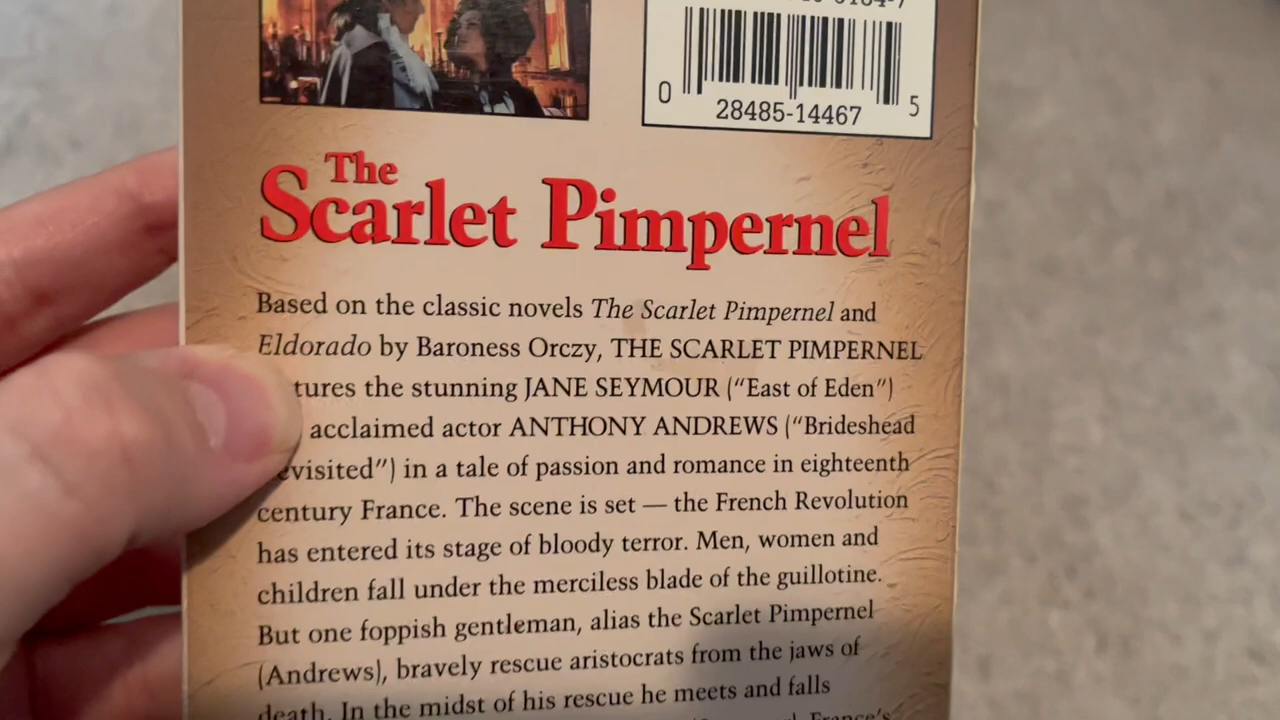 0 28485-14467 5
The
Scarlet Pimpernel
Based on the classic novels The Scarlet Pimpernel and
Eldorado by Baroness Orczy, THE SCARLET PIMPERNEL
tures the stunning JANE SEYMOUR ("East of Eden")
acclaimed actor ANTHONY ANDREWS ("Brideshead
evisited") in a tale of passion and romance in eighteenth
century France. The scene is set — the French Revolution
has entered its stage of bloody terror. Men, women and
children fall under the merciless blade of the guillotine.
But one foppish gentleman, alias the Scarlet Pimpernel
(Andrews), bravely rescue aristocrats from the jaws of
death. In the midst of his rescue he meets and falls
France's